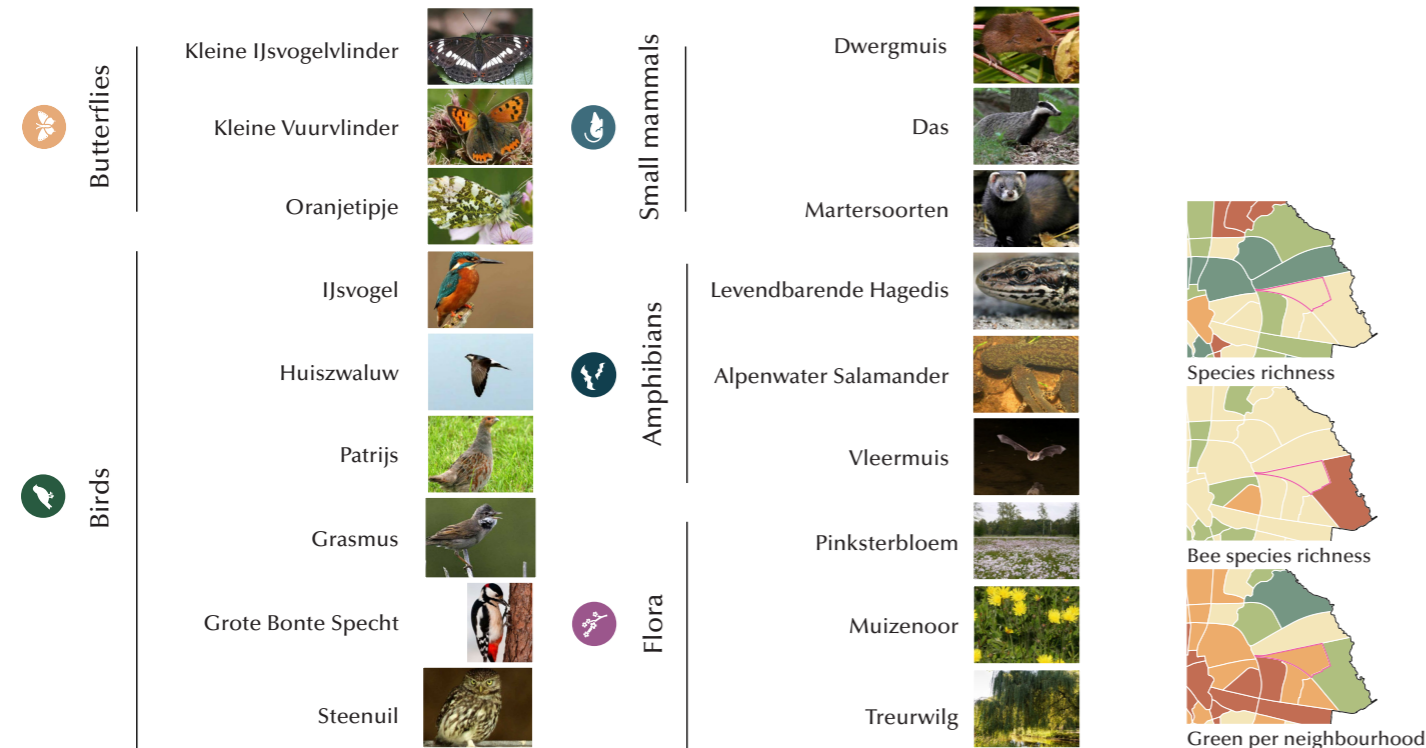 Butterflies
Kleine IJsvogelvlinder
Kleine Vuurvlinder
Oranjetipje
Birds
IJsvogel
Huiszwaluw
Patrijs
Grasmus
Grote Bonte Specht
Steenuil
Small mammals
Dwergmuis
Das
Martersoorten
Amphibians
Levendbarende Hagedis
Alpenwater Salamander
Vleermuis
Flora
Pinksterbloem
Muizenoor
Treurwilg
Species richness
Bee species richness
Green per neighbourhood